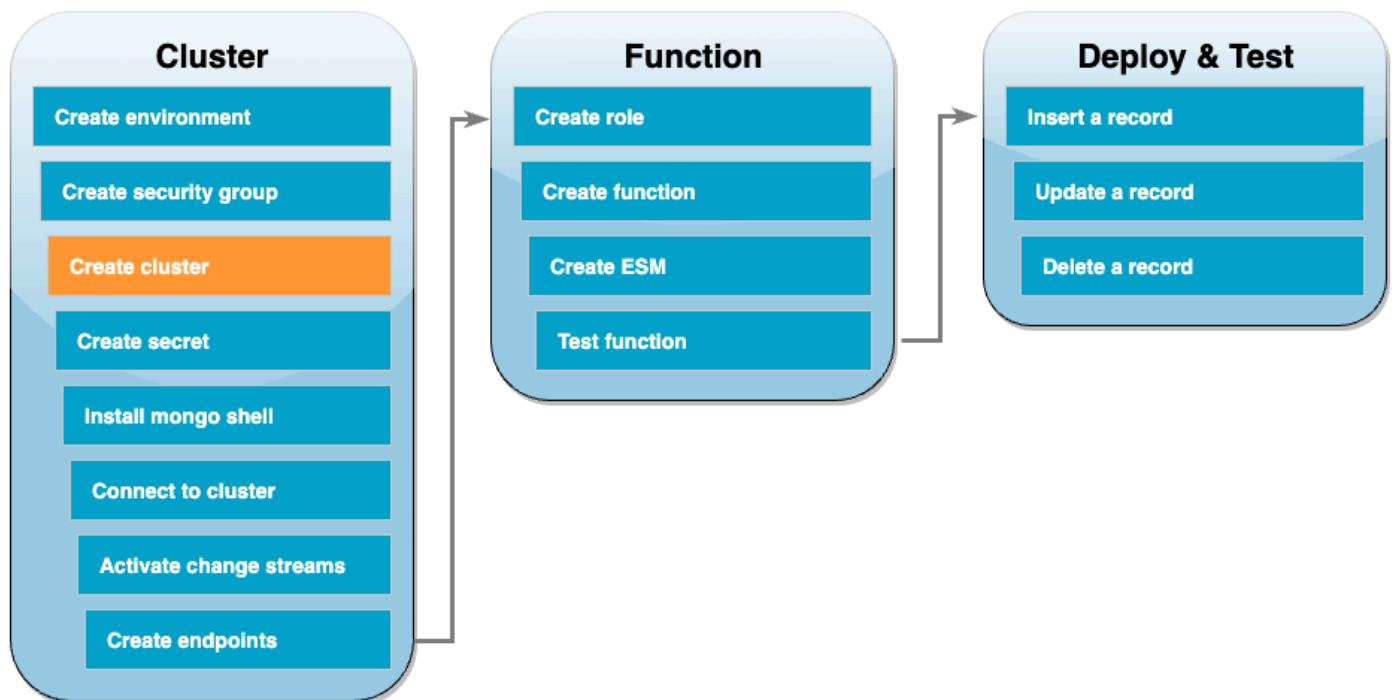 Cluster
Create environment
Create security group
Create cluster
Create secret
Install mongo shell
Connect to cluster
Activate change streams
Create endpoints
Function
Create role
Create function
Create ESM
Test function
Deploy & Test
Insert a record
Update a record
Delete a record